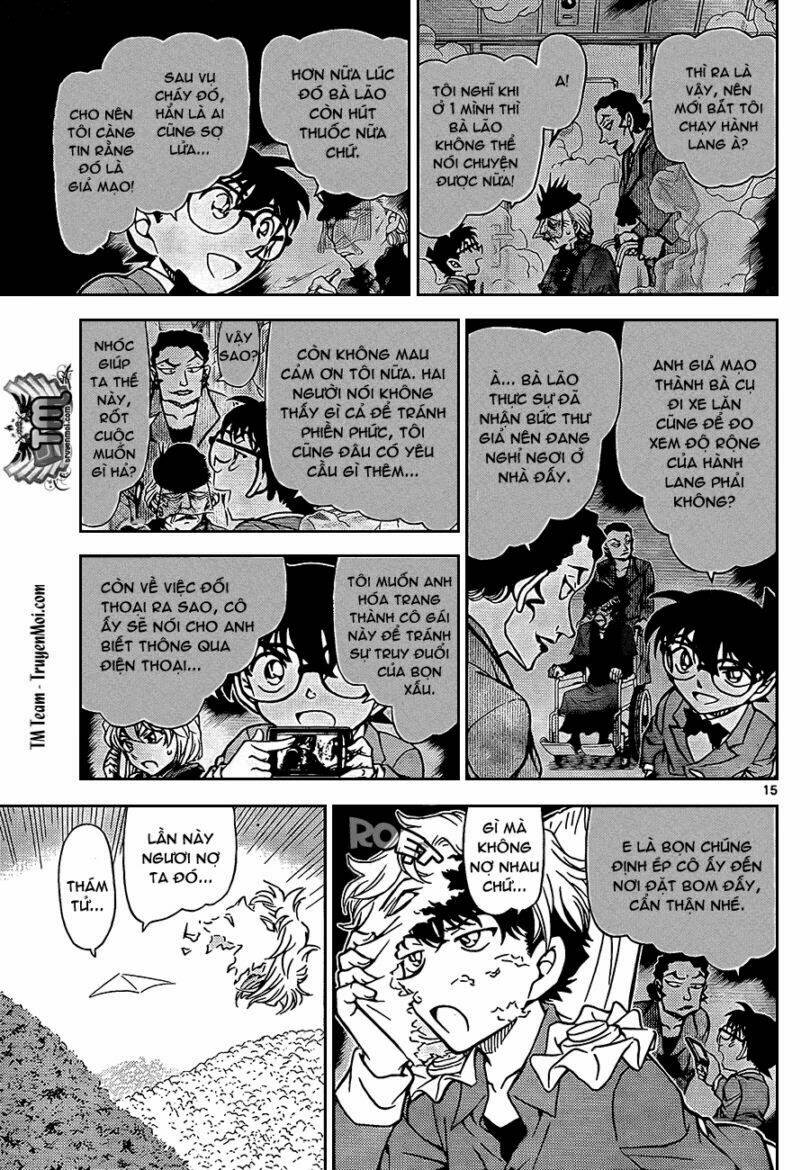 THÌ RA LÀ
VẬY, NÊN
MỚI BẮT TÔI
CHẠY HÀNH
LANG À?
A!
TÔI NGHĨ KHI
Ở 1 MÌNH THÌ
BÀ LÃO
KHÔNG THỂ
NÓI CHUYỆN
ĐƯỢC NỮA!
HƠN NỮA LÚC
ĐÓ BÀ LÃO
CÒN HÚT
THUỐC NỮA
CHỨ.
SAU VỤ
CHÁY ĐÓ,
HẲN LÀ AI
CŨNG SỢ
LỬA...
CHO NÊN
TÔI CÀNG
TIN RẰNG
ĐÓ LÀ
GIẢ MẠO!
ANH GIẢ MẠO
THÀNH BÀ CỤ
ĐI XE LĂN
CŨNG ĐỂ ĐO
XEM ĐỘ RỘNG
CỦA HÀNH
LANG PHẢI
KHÔNG?
À... BÀ LÃO
THỰC SỰ ĐÃ
NHẬN BỨC THƯ
GIẢ NÊN ĐANG
NGHỈ NGƠI Ở
NHÀ ĐẤY.
CÒN KHÔNG MAU
CẢM ƠN TÔI NỮA. HAI
NGƯỜI NÓI KHÔNG
THẤY GÌ CẢ ĐỂ TRÁNH
PHIỀN PHỨC, TÔI
CŨNG ĐÂU CÓ YÊU
CẦU GÌ THÊM...
VẬY
SAO?
NHÓC
GIÚP
TA THẾ
NÀY,
RỐT
CUỘC
MUỐN
GÌ HẢ?
TÔI MUỐN ANH
HÓA TRANG
THÀNH CÔ GÁI
NÀY ĐỂ TRÁNH
SỰ TRUY ĐUỔI
CỦA BỌN
XẤU.
CÒN VỀ VIỆC ĐỐI
THOẠI RA SAO, CÔ
ẤY SẼ NÓI CHO ANH
BIẾT THÔNG QUA
ĐIỆN THOẠI...
TM
truyenmoi.com
TM Team - TruyenMoi.com
15
E LÀ BỌN CHÚNG
ĐỊNH ÉP CÔ ẤY ĐẾN
NƠI ĐẶT BOM ĐẤY,
CẨN THẬN NHÉ.
GÌ MÀ
KHÔNG
NỢ NHAU
CHỨ...
ROẸT
LẦN NÀY
NGƯƠI NỢ
TA ĐÓ...
THÁM
TỬ...